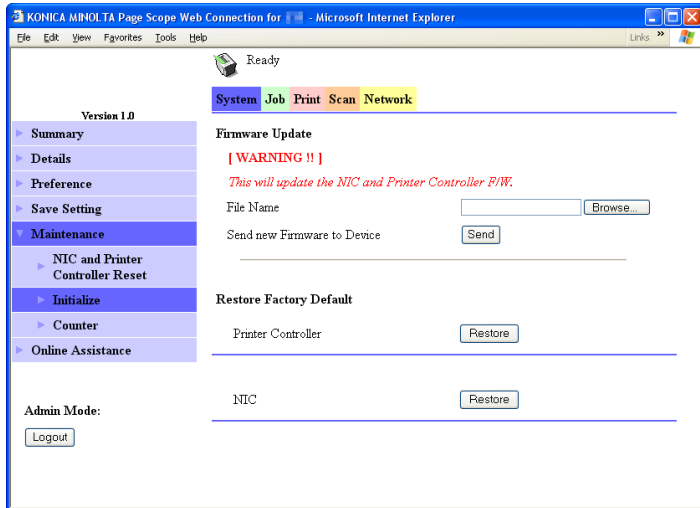 KONICA MINOLTA Page Scope Web Connection for - Microsoft Internet Explorer
File Edit View Favorites Tools Help
Links »
Ready
System Job Print Scan Network
Version 1.0
Summary
Details
Preference
Save Setting
Maintenance
NIC and Printer
Controller Reset
Initialize
Counter
Online Assistance
Admin Mode:
Logout
Firmware Update
[ WARNING !! ]
This will update the NIC and Printer Controller F/W.
File Name Browse...
Send new Firmware to Device Send
Restore Factory Default
Printer Controller Restore
NIC Restore